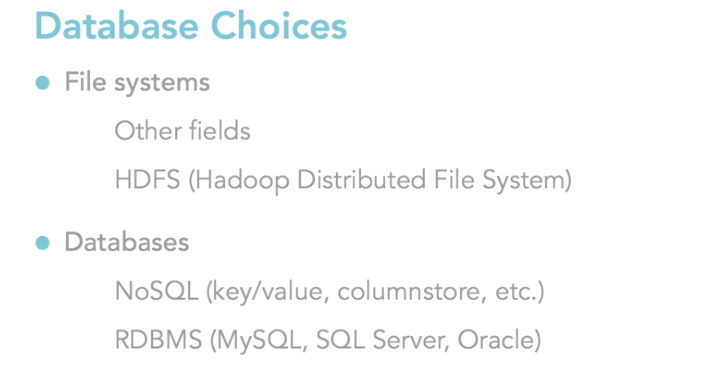 Database Choices
File systems
Other fields
HDFS (Hadoop Distributed File System)
Databases
NoSQL (key/value, columnstore, etc.)
RDBMS (MySQL, SQL Server, Oracle)